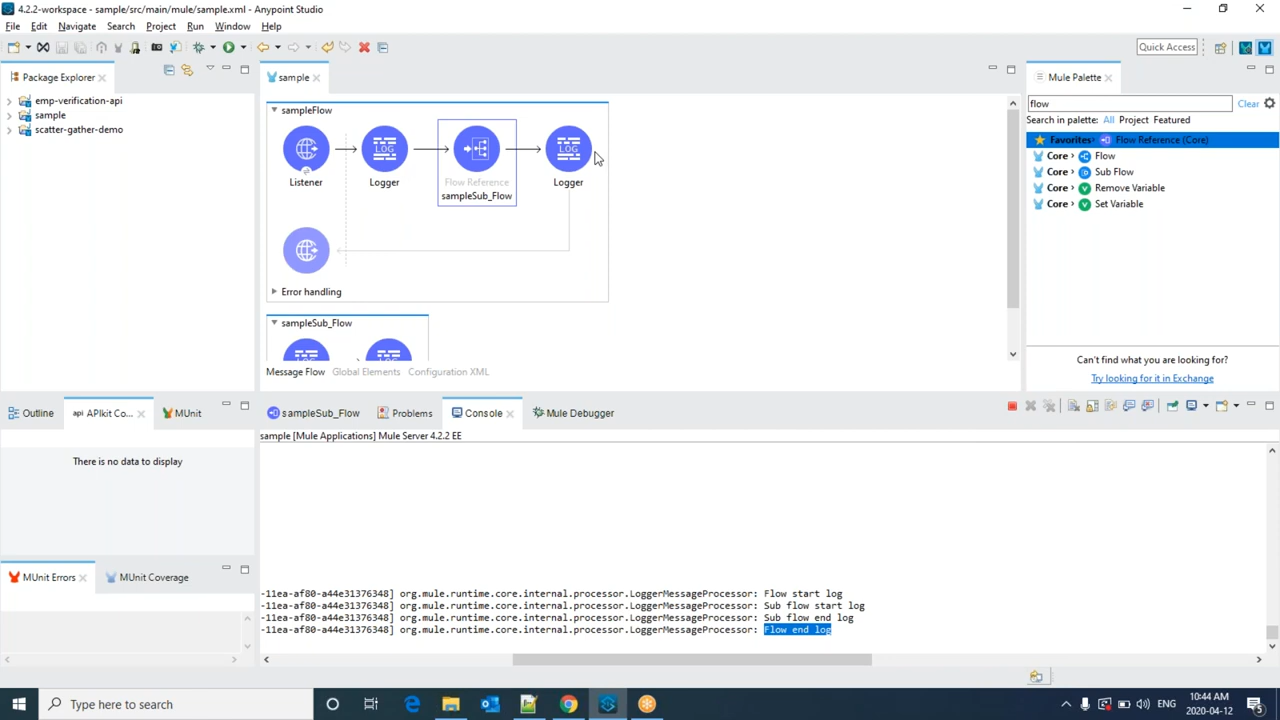 4.2.2-workspace - sample/src/main/mule/sample.xml - Anypoint Studio
File Edit Navigate Search Project Run Window Help
Quick Access
Package Explorer
sample
Mule Palette
emp-verification-api
sample
scatter-gather-demo
sampleFlow
Listener
LOG
Logger
Flow Reference
sampleSub_Flow
LOG
Logger
Error handling
sampleSub_Flow
Message Flow Global Elements Configuration XML
flow
Clear
Search in palette: All Project Featured
Favorites› Flow Reference (Core)
Core › Flow
Core › Sub Flow
Core › Remove Variable
Core › Set Variable
Can't find what you are looking for?
Try looking for it in Exchange
Outline api APIkit Co... MUnit
There is no data to display
MUnit Errors MUnit Coverage
sampleSub_Flow Problems Console Mule Debugger
sample [Mule Applications] Mule Server 4.2.2 EE
-11ea-af80-a44e31376348] org.mule.runtime.core.internal.processor.LoggerMessageProcessor: Flow start log
-11ea-af80-a44e31376348] org.mule.runtime.core.internal.processor.LoggerMessageProcessor: Sub flow start log
-11ea-af80-a44e31376348] org.mule.runtime.core.internal.processor.LoggerMessageProcessor: Sub flow end log
-11ea-af80-a44e31376348] org.mule.runtime.core.internal.processor.LoggerMessageProcessor: Flow end log
Type here to search
ENG
10:44 AM
2020-04-12
5